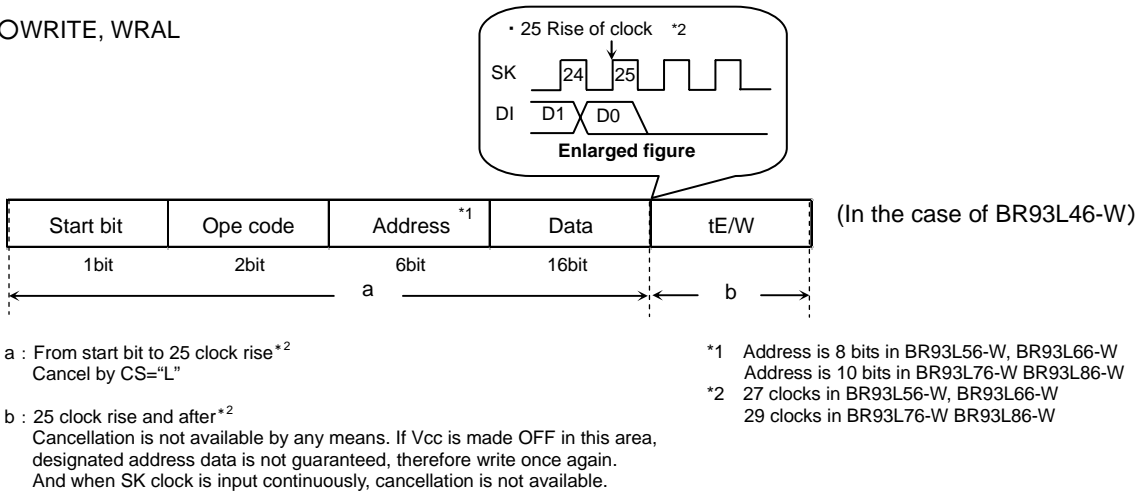 ○WRITE, WRAL
・25 Rise of clock *2
SK 24 25
DI D1 D0
Enlarged figure
Start bit Ope code Address *1 Data tE/W (In the case of BR93L46-W)
1bit 2bit 6bit 16bit
a b
a : From start bit to 25 clock rise*2
Cancel by CS=“L”
b : 25 clock rise and after*2
Cancellation is not available by any means. If Vcc is made OFF in this area,
designated address data is not guaranteed, therefore write once again.
And when SK clock is input continuously, cancellation is not available.
*1 Address is 8 bits in BR93L56-W, BR93L66-W
Address is 10 bits in BR93L76-W BR93L86-W
*2 27 clocks in BR93L56-W, BR93L66-W
29 clocks in BR93L76-W BR93L86-W